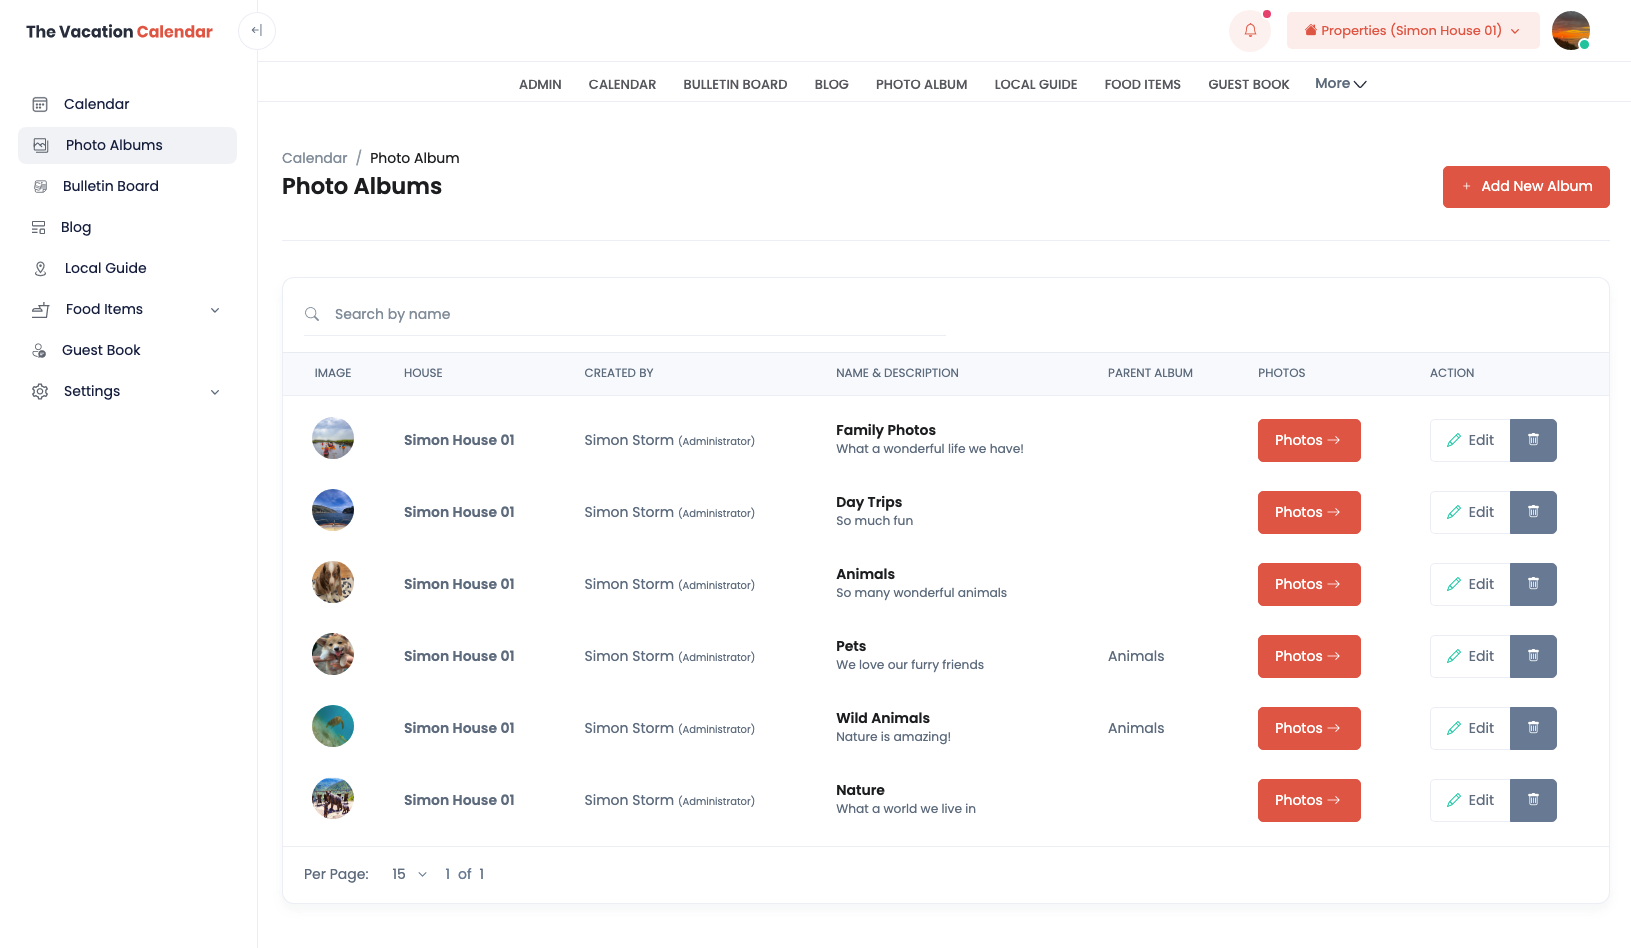 The Vacation Calendar
Properties (Simon House 01)
ADMIN CALENDAR BULLETIN BOARD BLOG PHOTO ALBUM LOCAL GUIDE FOOD ITEMS GUEST BOOK More
Calendar
Photo Albums
Bulletin Board
Blog
Local Guide
Food Items
Guest Book
Settings
Calendar / Photo Album
Photo Albums
+ Add New Album
Search by name
IMAGE HOUSE CREATED BY NAME & DESCRIPTION PARENT ALBUM PHOTOS ACTION
Simon House 01 Simon Storm (Administrator) Family Photos Photos → Edit
What a wonderful life we have!
Simon House 01 Simon Storm (Administrator) Day Trips Photos → Edit
So much fun
Simon House 01 Simon Storm (Administrator) Animals Photos → Edit
So many wonderful animals
Simon House 01 Simon Storm (Administrator) Pets Animals Photos → Edit
We love our furry friends
Simon House 01 Simon Storm (Administrator) Wild Animals Animals Photos → Edit
Nature is amazing!
Simon House 01 Simon Storm (Administrator) Nature Photos → Edit
What a world we live in
Per Page: 15 1 of 1